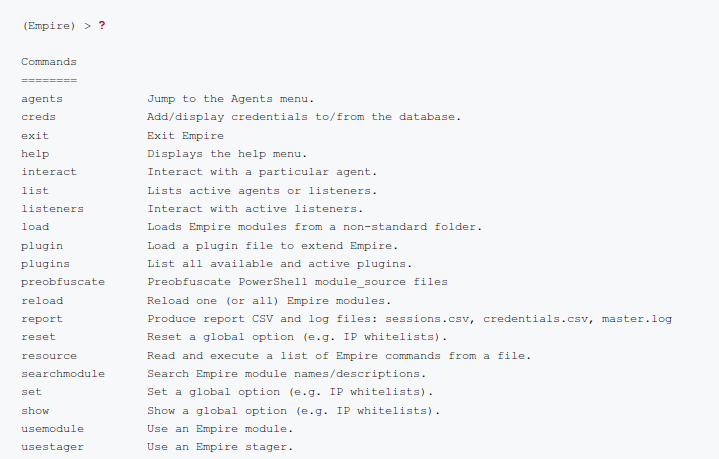 (Empire) > ?
Commands
========
agents Jump to the Agents menu.
creds Add/display credentials to/from the database.
exit Exit Empire
help Displays the help menu.
interact Interact with a particular agent.
list Lists active agents or listeners.
listeners Interact with active listeners.
load Loads Empire modules from a non-standard folder.
plugin Load a plugin file to extend Empire.
plugins List all available and active plugins.
preobfuscate Preobfuscate PowerShell module_source files
reload Reload one (or all) Empire modules.
report Produce report CSV and log files: sessions.csv, credentials.csv, master.log
reset Reset a global option (e.g. IP whitelists).
resource Read and execute a list of Empire commands from a file.
searchmodule Search Empire module names/descriptions.
set Set a global option (e.g. IP whitelists).
show Show a global option (e.g. IP whitelists).
usemodule Use an Empire module.
usestager Use an Empire stager.